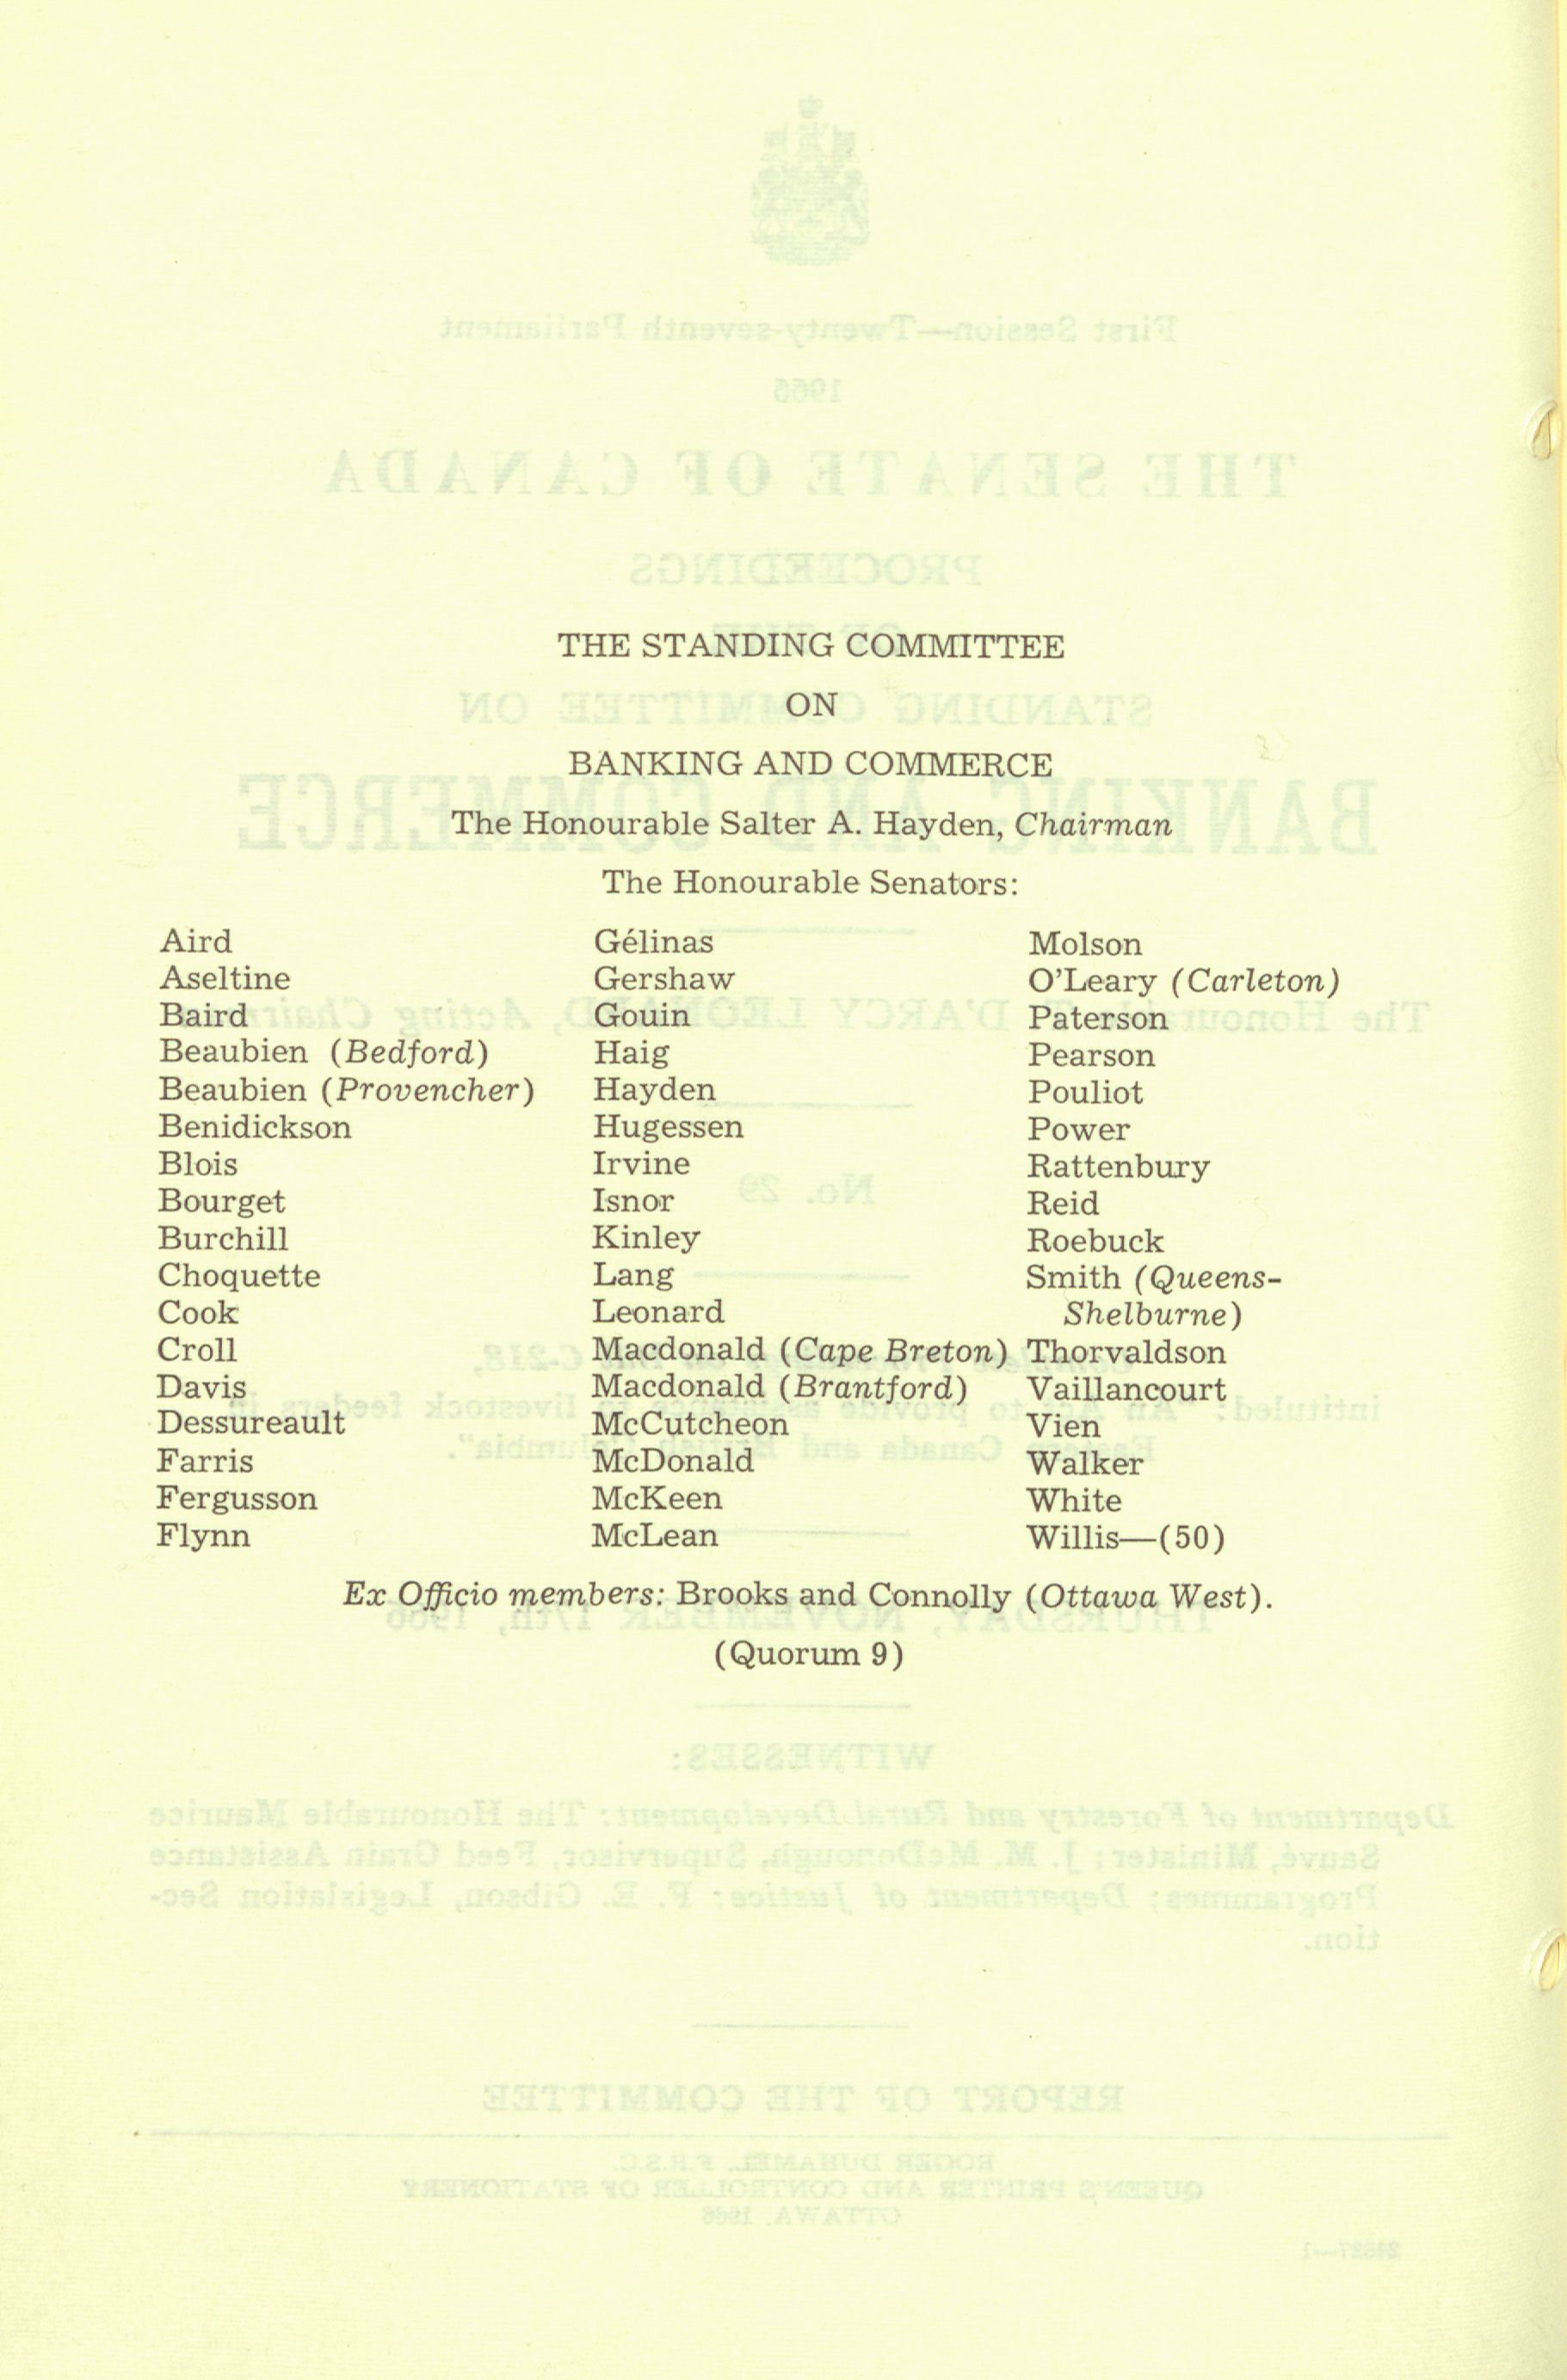 THE STANDING COMMITTEE
ON
BANKING AND COMMERCE
The Honourable Salter A. Hayden, Chairman
The Honourable Senators:
Aird
Aseltine
Baird
Beaubien (Bedford)
Beaubien (Provencher)
Benidickson
Blois
Bourget
Burchill
Choquette
Cook
Croll
Davis
Dessureault
Farris
Fergusson
Flynn
Gélinas
Gershaw
Gouin
Haig
Hayden
Hugessen
Irvine
Isnor
Kinley
Lang
Leonard
Macdonald (Cape Breton)
Macdonald (Brantford)
McCutcheon
McDonald
McKeen
McLean
Molson
O'Leary (Carleton)
Paterson
Pearson
Pouliot
Power
Rattenbury
Reid
Roebuck
Smith (Queens-
Shelburne)
Thorvaldson
Vaillancourt
Vien
Walker
White
Willis—(50)
Ex Officio members: Brooks and Connolly (Ottawa West).
(Quorum 9)